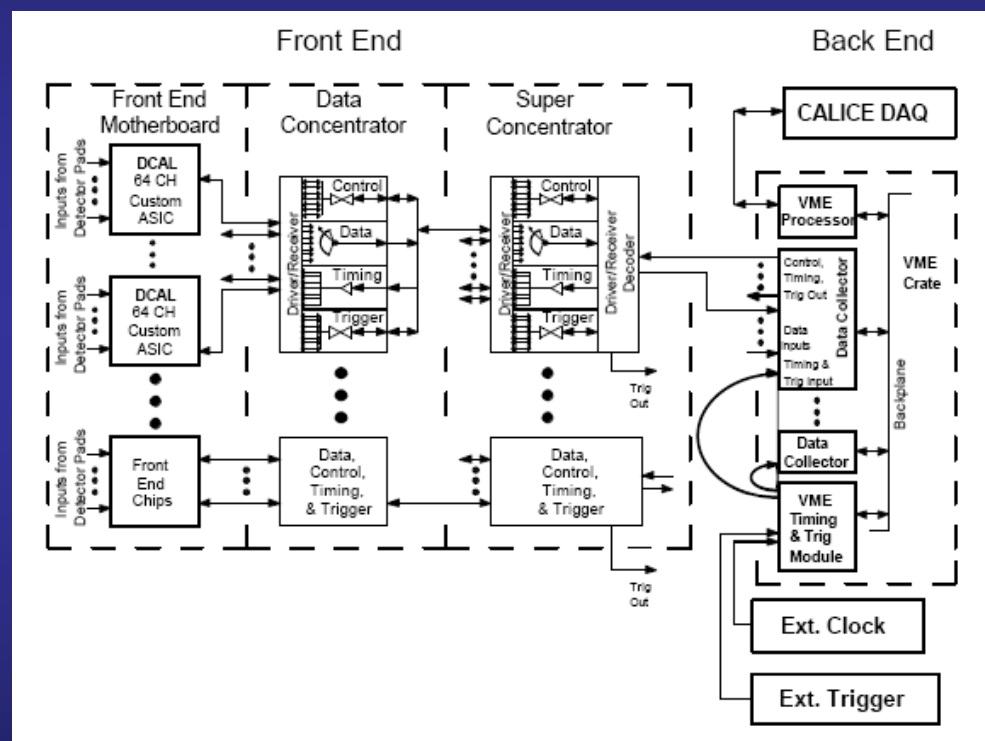 Front End
Back End
Front End
Motherboard
Data
Concentrator
Super
Concentrator
Inputs from
Detector Pads
DCAL
64 CH
Custom
ASIC
Inputs from
Detector Pads
DCAL
64 CH
Custom
ASIC
Inputs from
Detector Pads
Front
End
Chips
Driver/Receiver
Control
Data
Timing
Trigger
Data,
Control,
Timing,
& Trigger
Driver/Receiver
Control
Data
Timing
Trigger
Driver/Receiver
Decoder
Trig
Out
Data,
Control,
Timing,
& Trigger
Trig
Out
CALICE DAQ
VME
Processor
Control,
Timing,
Trig Out
Data
Inputs
Timing &
Trig Input
Data Collector
VME
Crate
Backplane
Data
Collector
VME
Timing
& Trig
Module
Ext. Clock
Ext. Trigger